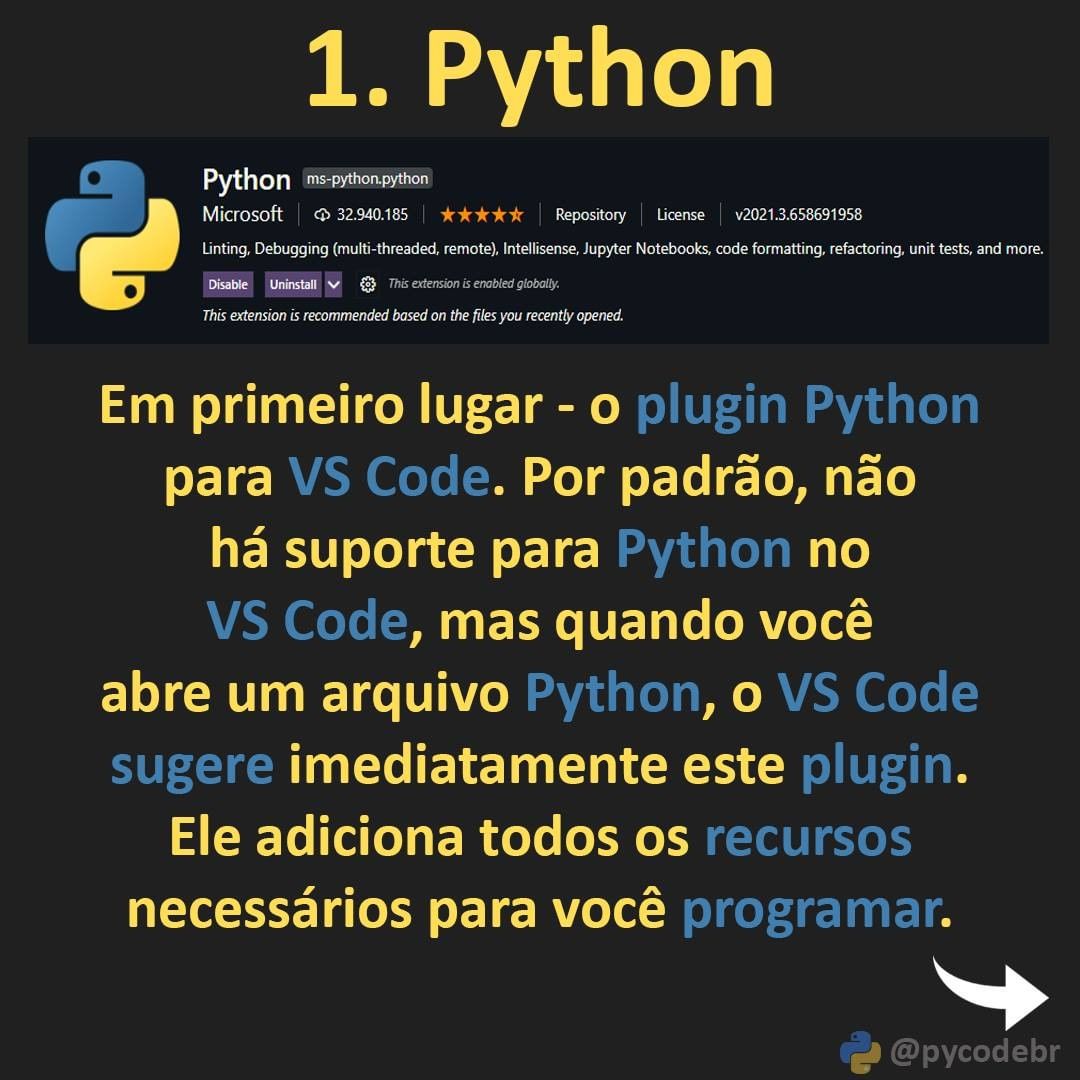 1. Python
Python ms-python.python
Microsoft 32.940.185 Repository License v2021.3.658691958
Linting, Debugging (multi-threaded, remote), Intellisense, Jupyter Notebooks, code formatting, refactoring, unit tests, and more.
Disable Uninstall This extension is enabled globally.
This extension is recommended based on the files you recently opened.
Em primeiro lugar - o plugin Python
para VS Code. Por padrão, não
há suporte para Python no
VS Code, mas quando você
abre um arquivo Python, o VS Code
sugere imediatamente este plugin.
Ele adiciona todos os recursos
necessários para você programar.
@pycodebr